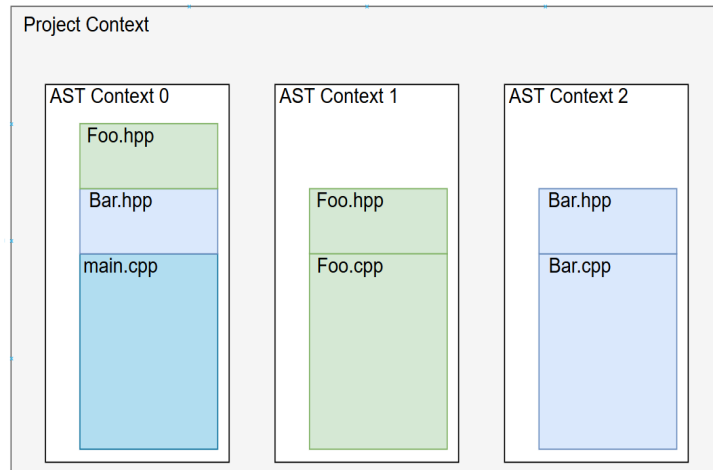 Project Context
AST Context 0
Foo.hpp
Bar.hpp
main.cpp
AST Context 1
Foo.hpp
Foo.cpp
AST Context 2
Bar.hpp
Bar.cpp